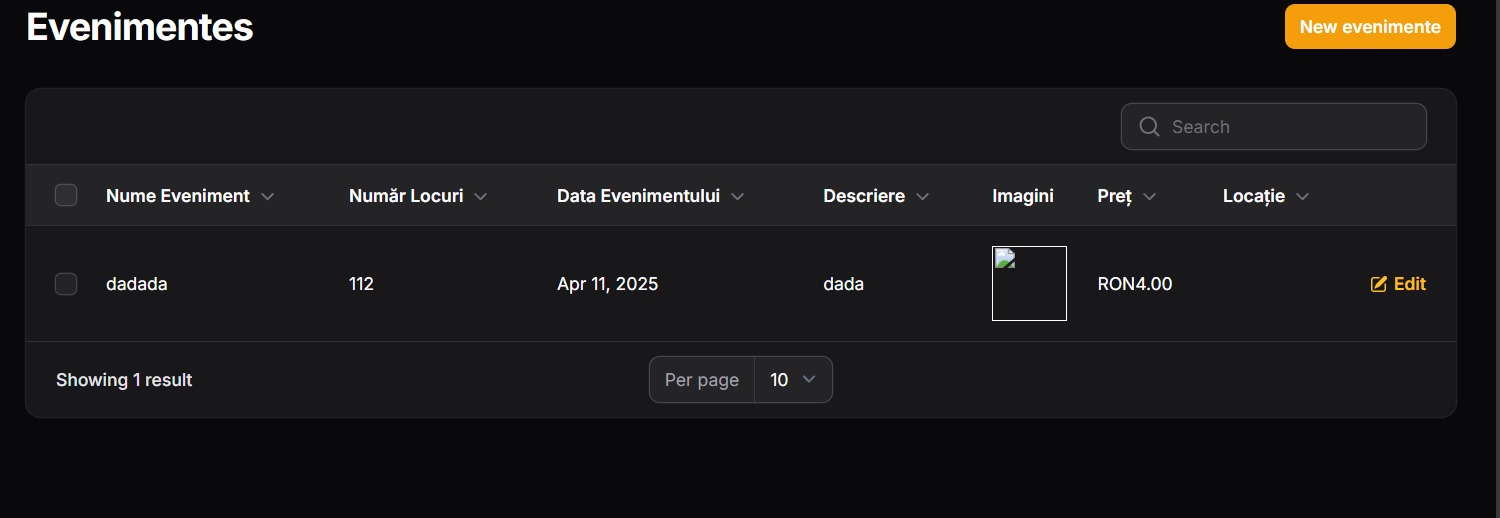 Evenimentes
New evenimente
Search
Nume Eveniment Număr Locuri Data Evenimentului Descriere Imagini Preț Locație
dadada 112 Apr 11, 2025 dada RON4.00 Edit
Showing 1 result Per page 10